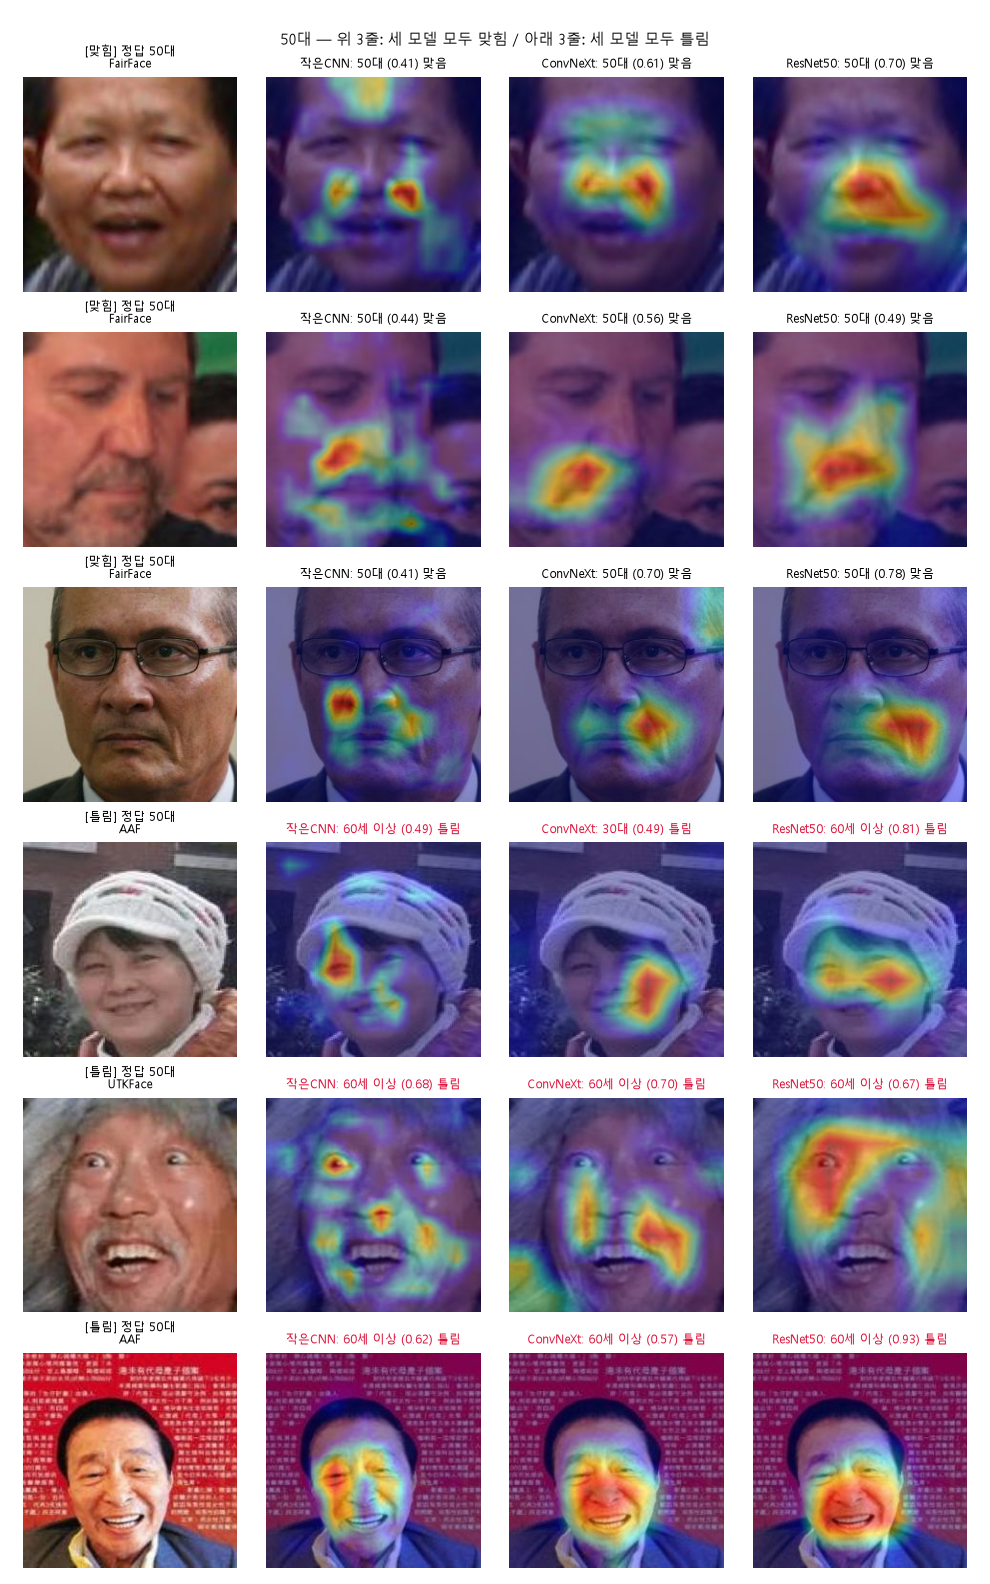 50대 — 위 3줄: 세 모델 모두 맞힘 / 아래 3줄: 세 모델 모두 틀림
[맞힘] 정답 50대
FairFace
작은CNN: 50대 (0.41) 맞음
ConvNeXt: 50대 (0.61) 맞음
ResNet50: 50대 (0.70) 맞음
[맞힘] 정답 50대
FairFace
작은CNN: 50대 (0.44) 맞음
ConvNeXt: 50대 (0.56) 맞음
ResNet50: 50대 (0.49) 맞음
[맞힘] 정답 50대
FairFace
작은CNN: 50대 (0.41) 맞음
ConvNeXt: 50대 (0.70) 맞음
ResNet50: 50대 (0.78) 맞음
[틀림] 정답 50대
AAF
작은CNN: 60세 이상 (0.49) 틀림
ConvNeXt: 30대 (0.49) 틀림
ResNet50: 60세 이상 (0.81) 틀림
[틀림] 정답 50대
UTKFace
작은CNN: 60세 이상 (0.68) 틀림
ConvNeXt: 60세 이상 (0.70) 틀림
ResNet50: 60세 이상 (0.67) 틀림
[틀림] 정답 50대
AAF
작은CNN: 60세 이상 (0.62) 틀림
ConvNeXt: 60세 이상 (0.57) 틀림
ResNet50: 60세 이상 (0.93) 틀림